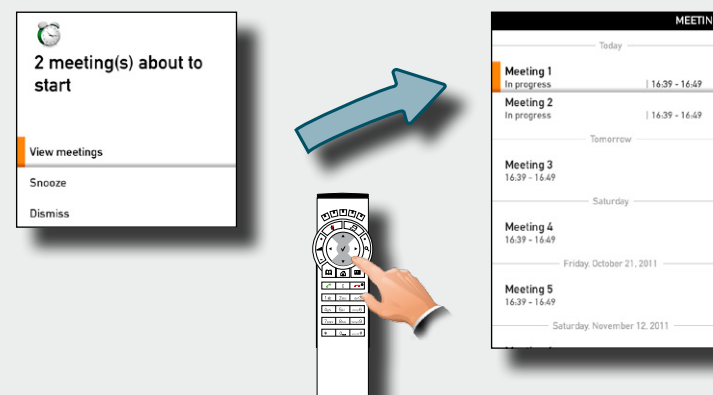 2 meeting(s) about to
start
View meetings
Snooze
Dismiss
MEETIN
Today
Meeting 1
In progress | 16:39 - 16:49
Meeting 2
In progress | 16:39 - 16:49
Tomorrow
Meeting 3
16:39 - 16:49
Saturday
Meeting 4
16:39 - 16:49
Friday, October 21, 2011
Meeting 5
16:39 - 16:49
Saturday, November 12, 2011